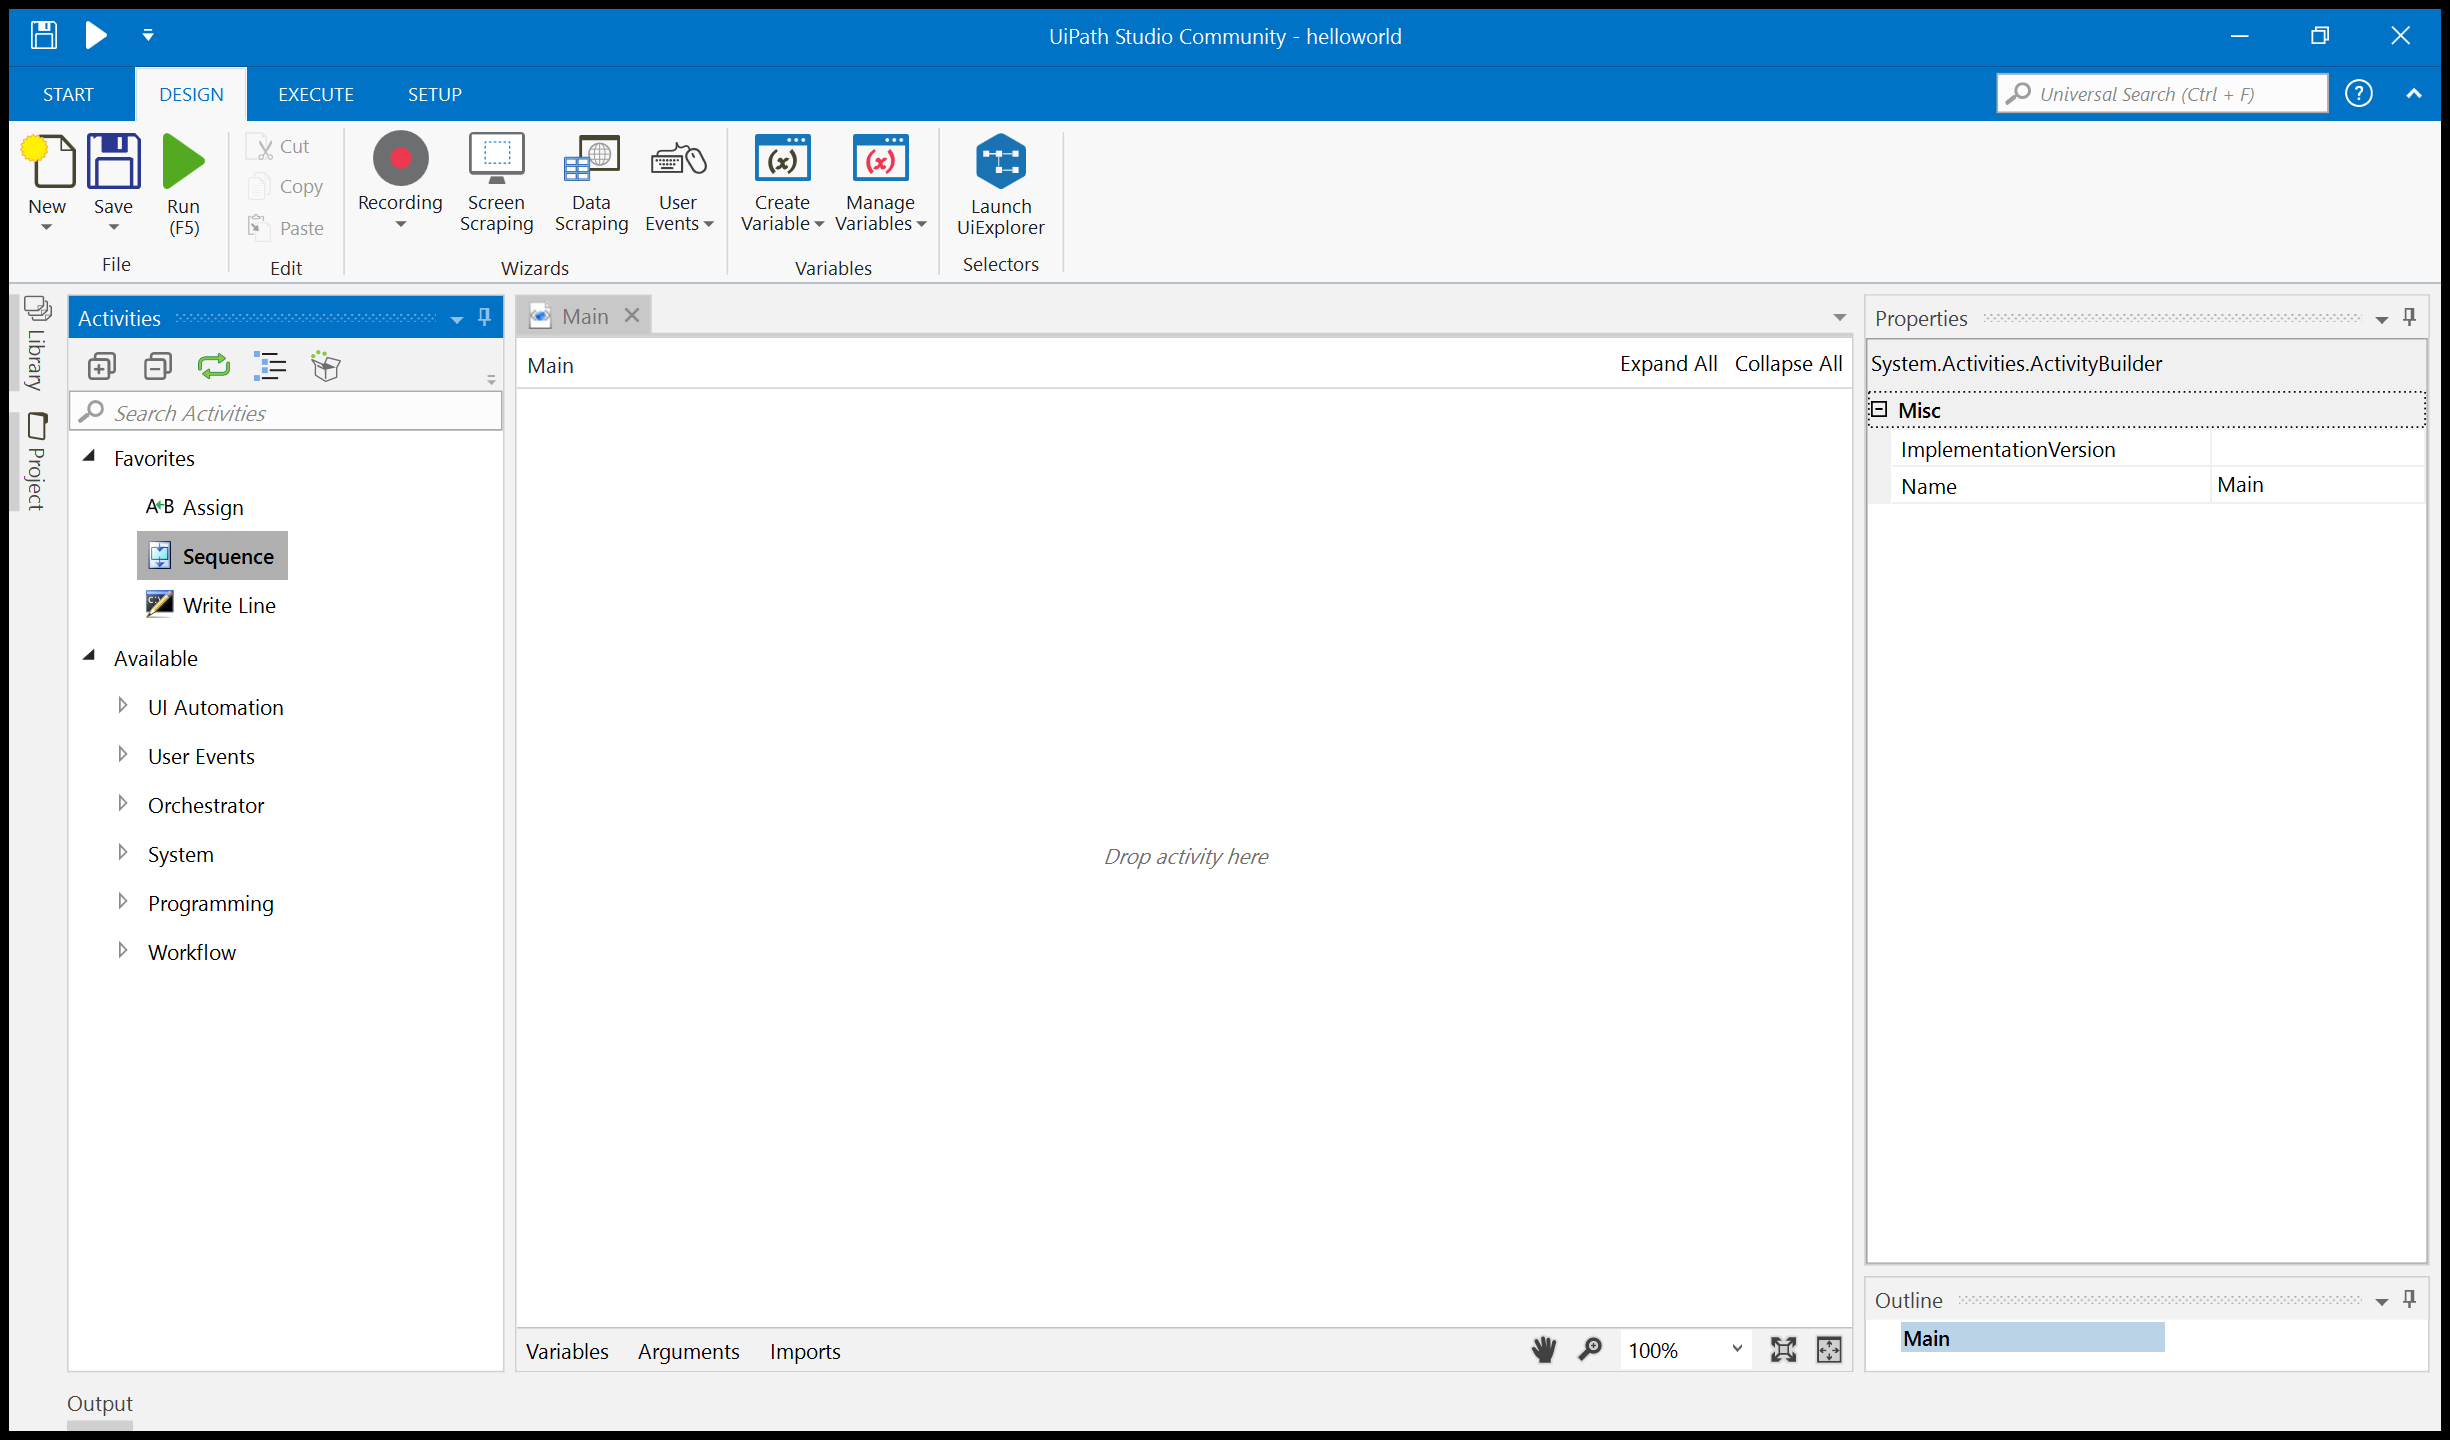 UiPath Studio Community - helloworld
START DESIGN EXECUTE SETUP
Universal Search (Ctrl + F)
New
Save
Run
(F5)
File
Cut
Copy
Paste
Edit
Recording
Screen
Scraping
Data
Scraping
User
Events
Wizards
Create
Variable
Manage
Variables
Variables
Launch
UiExplorer
Selectors
Library
Project
Activities
Search Activities
Favorites
A←B Assign
Sequence
Write Line
Available
UI Automation
User Events
Orchestrator
System
Programming
Workflow
Main
Main
Expand All Collapse All
Drop activity here
Variables Arguments Imports
100%
Properties
System.Activities.ActivityBuilder
Misc
ImplementationVersion
Name Main
Outline
Main
Output